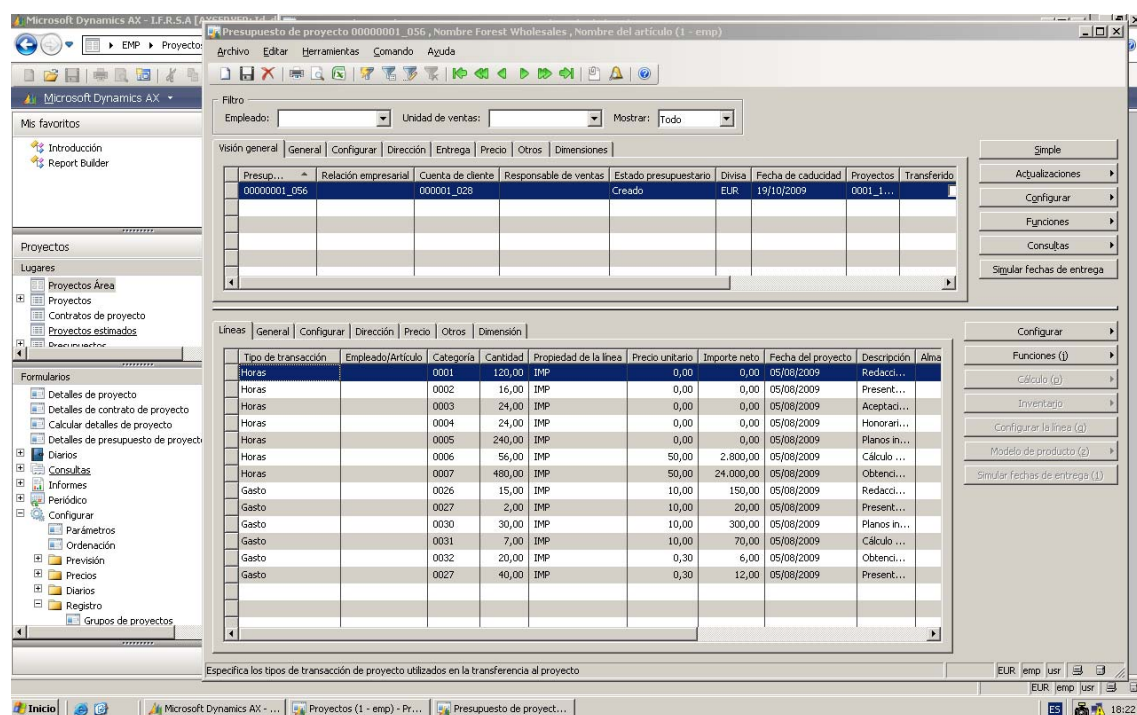 Microsoft Dynamics AX - I.F.R.S.A
Presupuesto de proyecto 00000001_056 , Nombre Forest Wholesales , Nombre del artículo (1 - emp)
EMP Proyecto
Archivo Editar Herramientas Comando Ayuda
Microsoft Dynamics AX
Mis favoritos
Introducción
Report Builder
Proyectos
Lugares
Proyectos Área
Proyectos
Contratos de proyecto
Proyectos estimados
Presupuestos
Formularios
Detalles de proyecto
Detalles de contrato de proyecto
Calcular detalles de proyecto
Detalles de presupuesto de proyect
Diarios
Consultas
Informes
Periódico
Configurar
Parámetros
Ordenación
Previsión
Precios
Diarios
Registro
Grupos de proyectos
Filtro
Empleado: Unidad de ventas: Mostrar: Todo
Visión general General Configurar Dirección Entrega Precio Otros Dimensiones
Presup... Relación empresarial Cuenta de cliente Responsable de ventas Estado presupuestario Divisa Fecha de caducidad Proyectos Transferido
00000001_056 000001_028 Creado EUR 19/10/2009 0001_1...
Simple
Actualizaciones
Configurar
Funciones
Consultas
Simular fechas de entrega
Líneas General Configurar Dirección Precio Otros Dimensión
Tipo de transacción Empleado/Artículo Categoría Cantidad Propiedad de la línea Precio unitario Importe neto Fecha del proyecto Descripción Alma
Horas 0001 120,00 IMP 0,00 0,00 05/08/2009 Redacci...
Horas 0002 16,00 IMP 0,00 0,00 05/08/2009 Present...
Horas 0003 24,00 IMP 0,00 0,00 05/08/2009 Aceptaci...
Horas 0004 24,00 IMP 0,00 0,00 05/08/2009 Honorari...
Horas 0005 240,00 IMP 0,00 0,00 05/08/2009 Planos in...
Horas 0006 56,00 IMP 50,00 2.800,00 05/08/2009 Cálculo ...
Horas 0007 480,00 IMP 50,00 24.000,00 05/08/2009 Obtenci...
Gasto 0026 15,00 IMP 10,00 150,00 05/08/2009 Redacci...
Gasto 0027 2,00 IMP 10,00 20,00 05/08/2009 Present...
Gasto 0030 30,00 IMP 10,00 300,00 05/08/2009 Planos in...
Gasto 0031 7,00 IMP 10,00 70,00 05/08/2009 Cálculo ...
Gasto 0032 20,00 IMP 0,30 6,00 05/08/2009 Obtenci...
Gasto 0027 40,00 IMP 0,30 12,00 05/08/2009 Present...
Configurar
Funciones (j)
Cálculo (p)
Inventario
Configurar la línea (q)
Modelo de producto (z)
Simular fechas de entrega (1)
Especifica los tipos de transacción de proyecto utilizados en la transferencia al proyecto
EUR emp usr
EUR emp usr
Inicio Microsoft Dynamics AX - ... Proyectos (1 - emp) - Pr... Presupuesto de proyect... ES 18:22